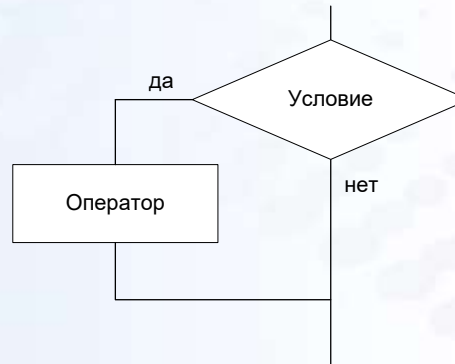 да
Условие
Оператор
нет